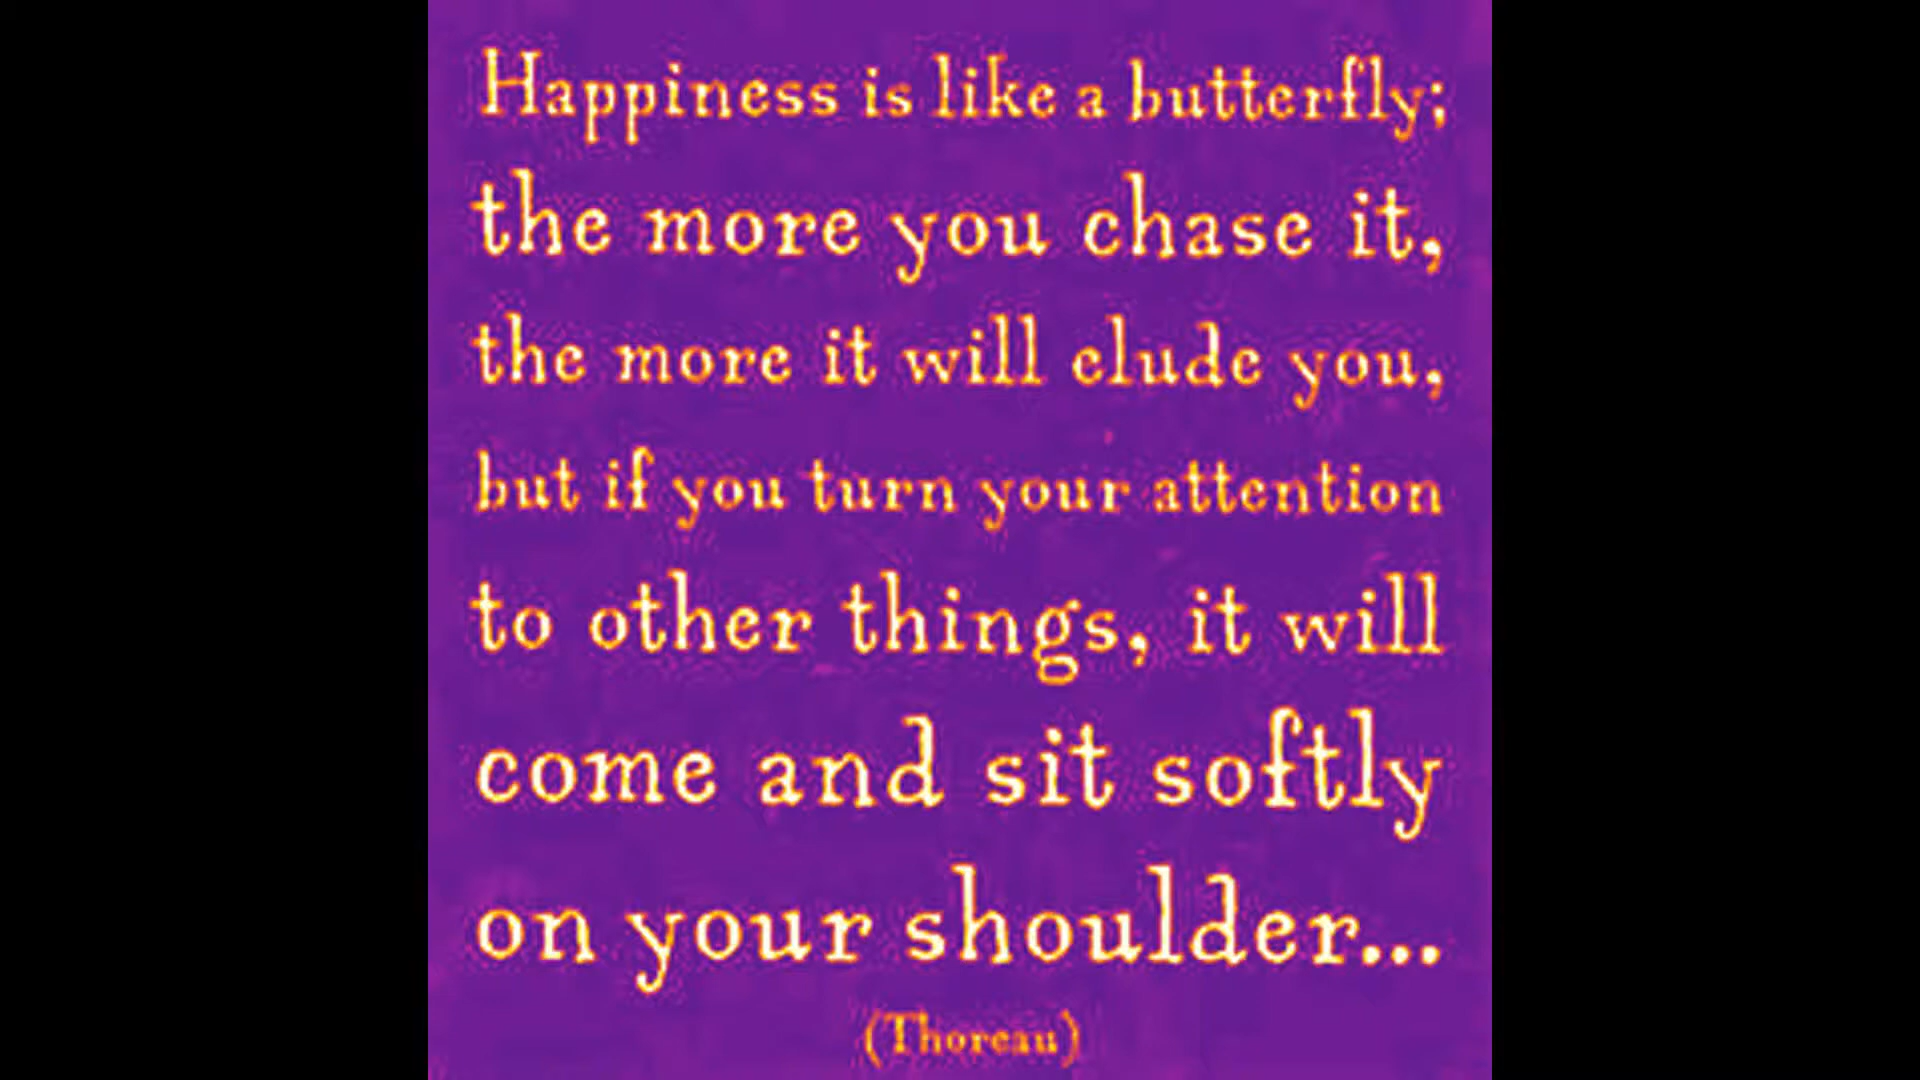 Happiness is like a butterfly;
the more you chase it,
the more it will elude you,
but if you turn your attention
to other things, it will
come and sit softly
on your shoulder...
(Thoreau)